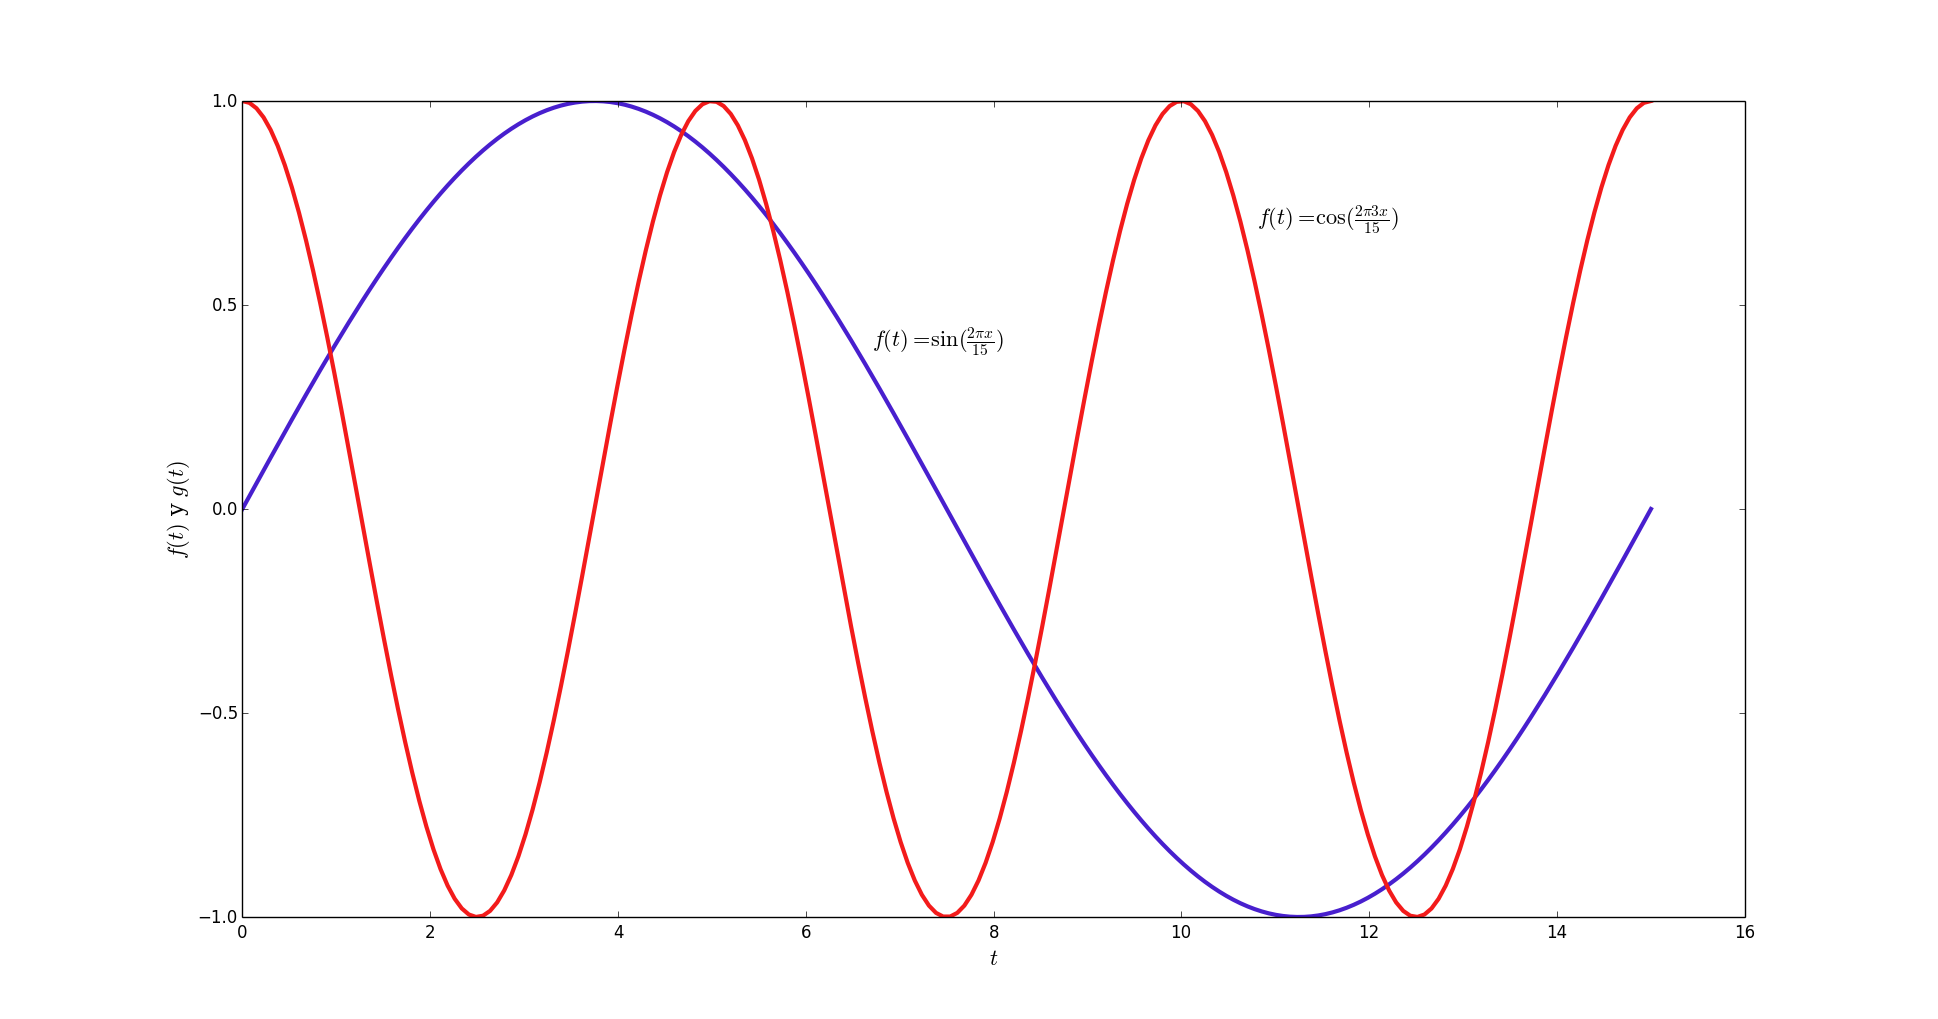 1.0
0.5
0.0
−0.5
−1.0
f(t) y g(t)
f(t)=cos(2π3x/15)
f(t)=sin(2πx/15)
0 2 4 6 8 10 12 14 16
t